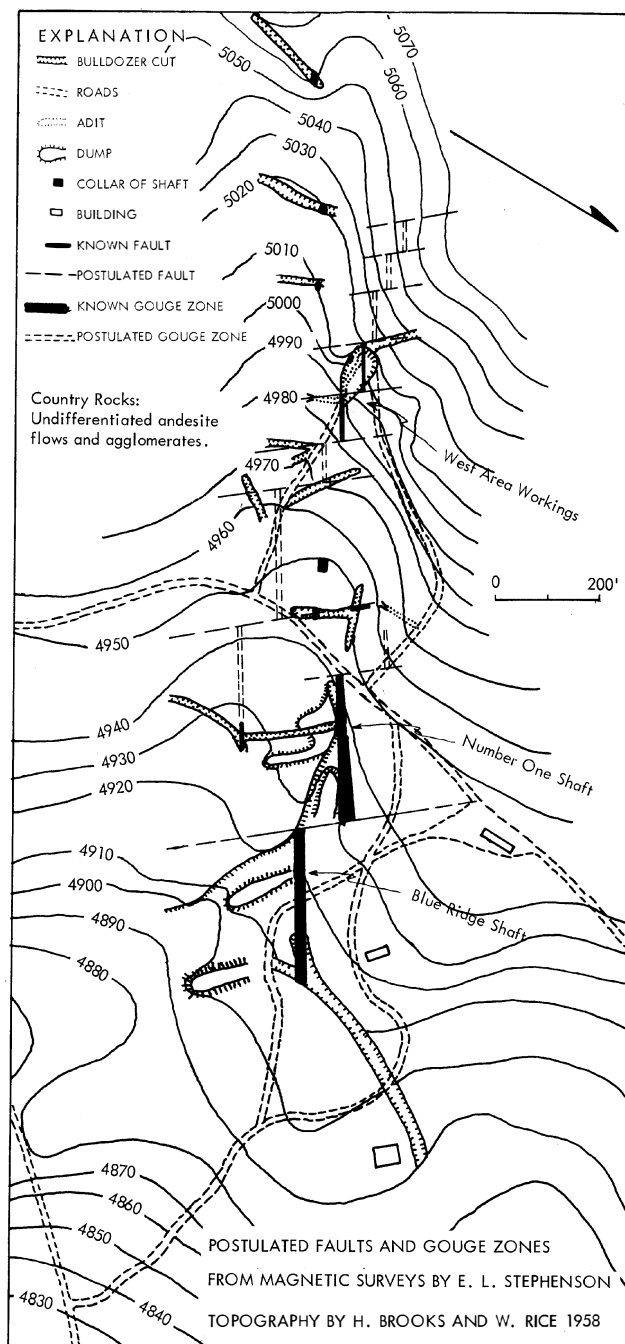 EXPLANATION
BULLDOZER CUT
ROADS
ADIT
DUMP
COLLAR OF SHAFT
BUILDING
KNOWN FAULT
POSTULATED FAULT
KNOWN GOUGE ZONE
POSTULATED GOUGE ZONE
Country Rocks:
Undifferentiated andesite
flows and agglomerates.
5070
5060
5050
5040
5030
5020
5010
5000
4990
4980
4970
4960
4950
4940
4930
4920
4910
4900
4890
4880
4870
4860
4850
4840
4830
West Area Workings
0 200'
Number One Shaft
Blue Ridge Shaft
POSTULATED FAULTS AND GOUGE ZONES
FROM MAGNETIC SURVEYS BY E. L. STEPHENSON
TOPOGRAPHY BY H. BROOKS AND W. RICE 1958